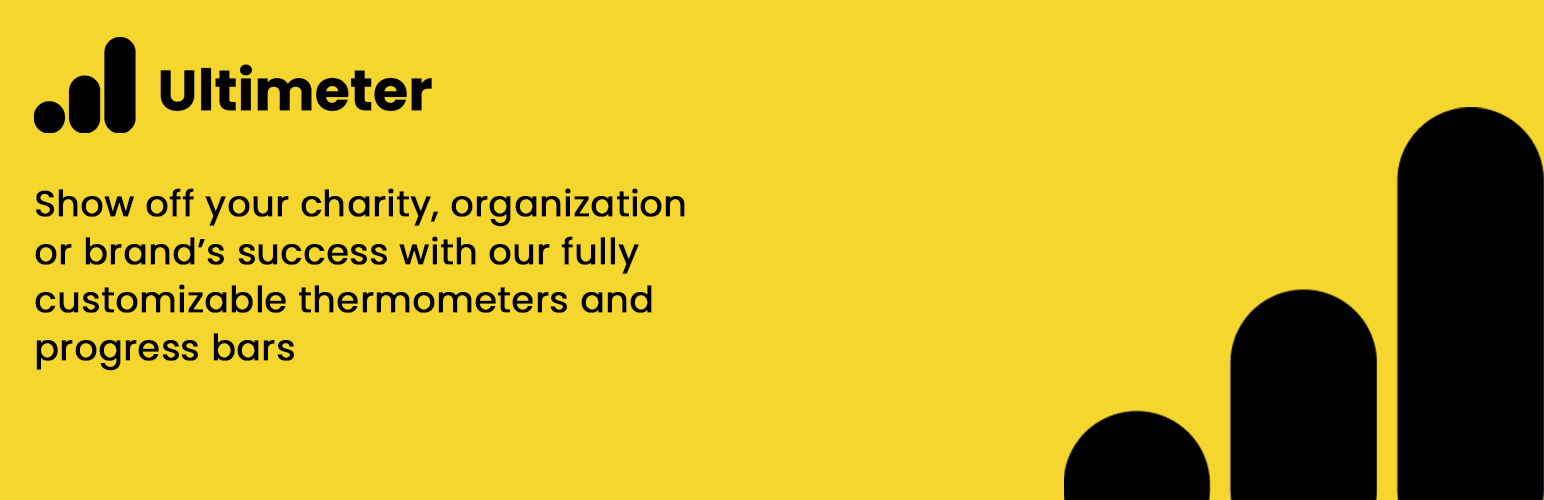 Ultimeter
Show off your charity, organization
or brand’s success with our fully
customizable thermometers and
progress bars